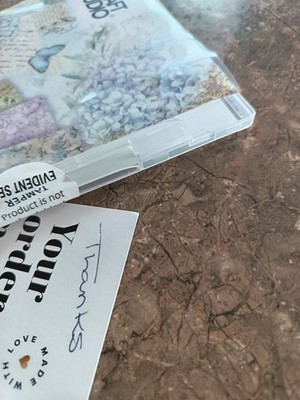 TAMPER
EVIDENT SE
Product is not
Your
order
Thanks
MADE WITH LOVE